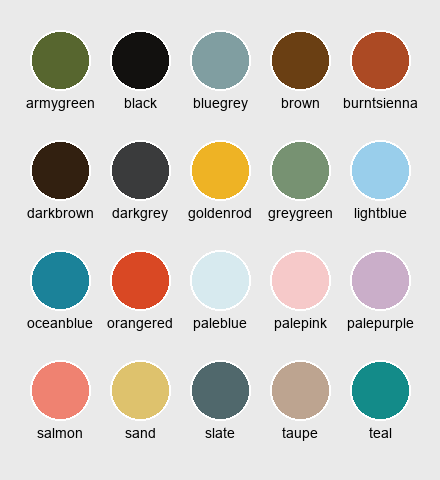 armygreen black bluegrey brown burntsienna
darkbrown darkgrey goldenrod greygreen lightblue
oceanblue orangered paleblue palepink palepurple
salmon sand slate taupe teal